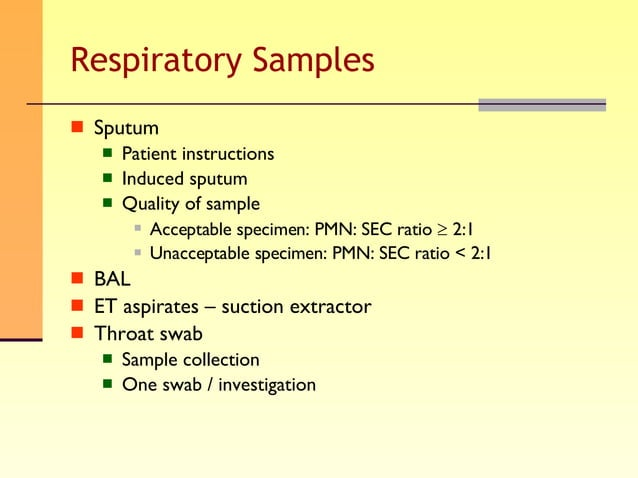 Respiratory Samples
Sputum
Patient instructions
Induced sputum
Quality of sample
Acceptable specimen: PMN: SEC ratio ≥ 2:1
Unacceptable specimen: PMN: SEC ratio < 2:1
BAL
ET aspirates – suction extractor
Throat swab
Sample collection
One swab / investigation